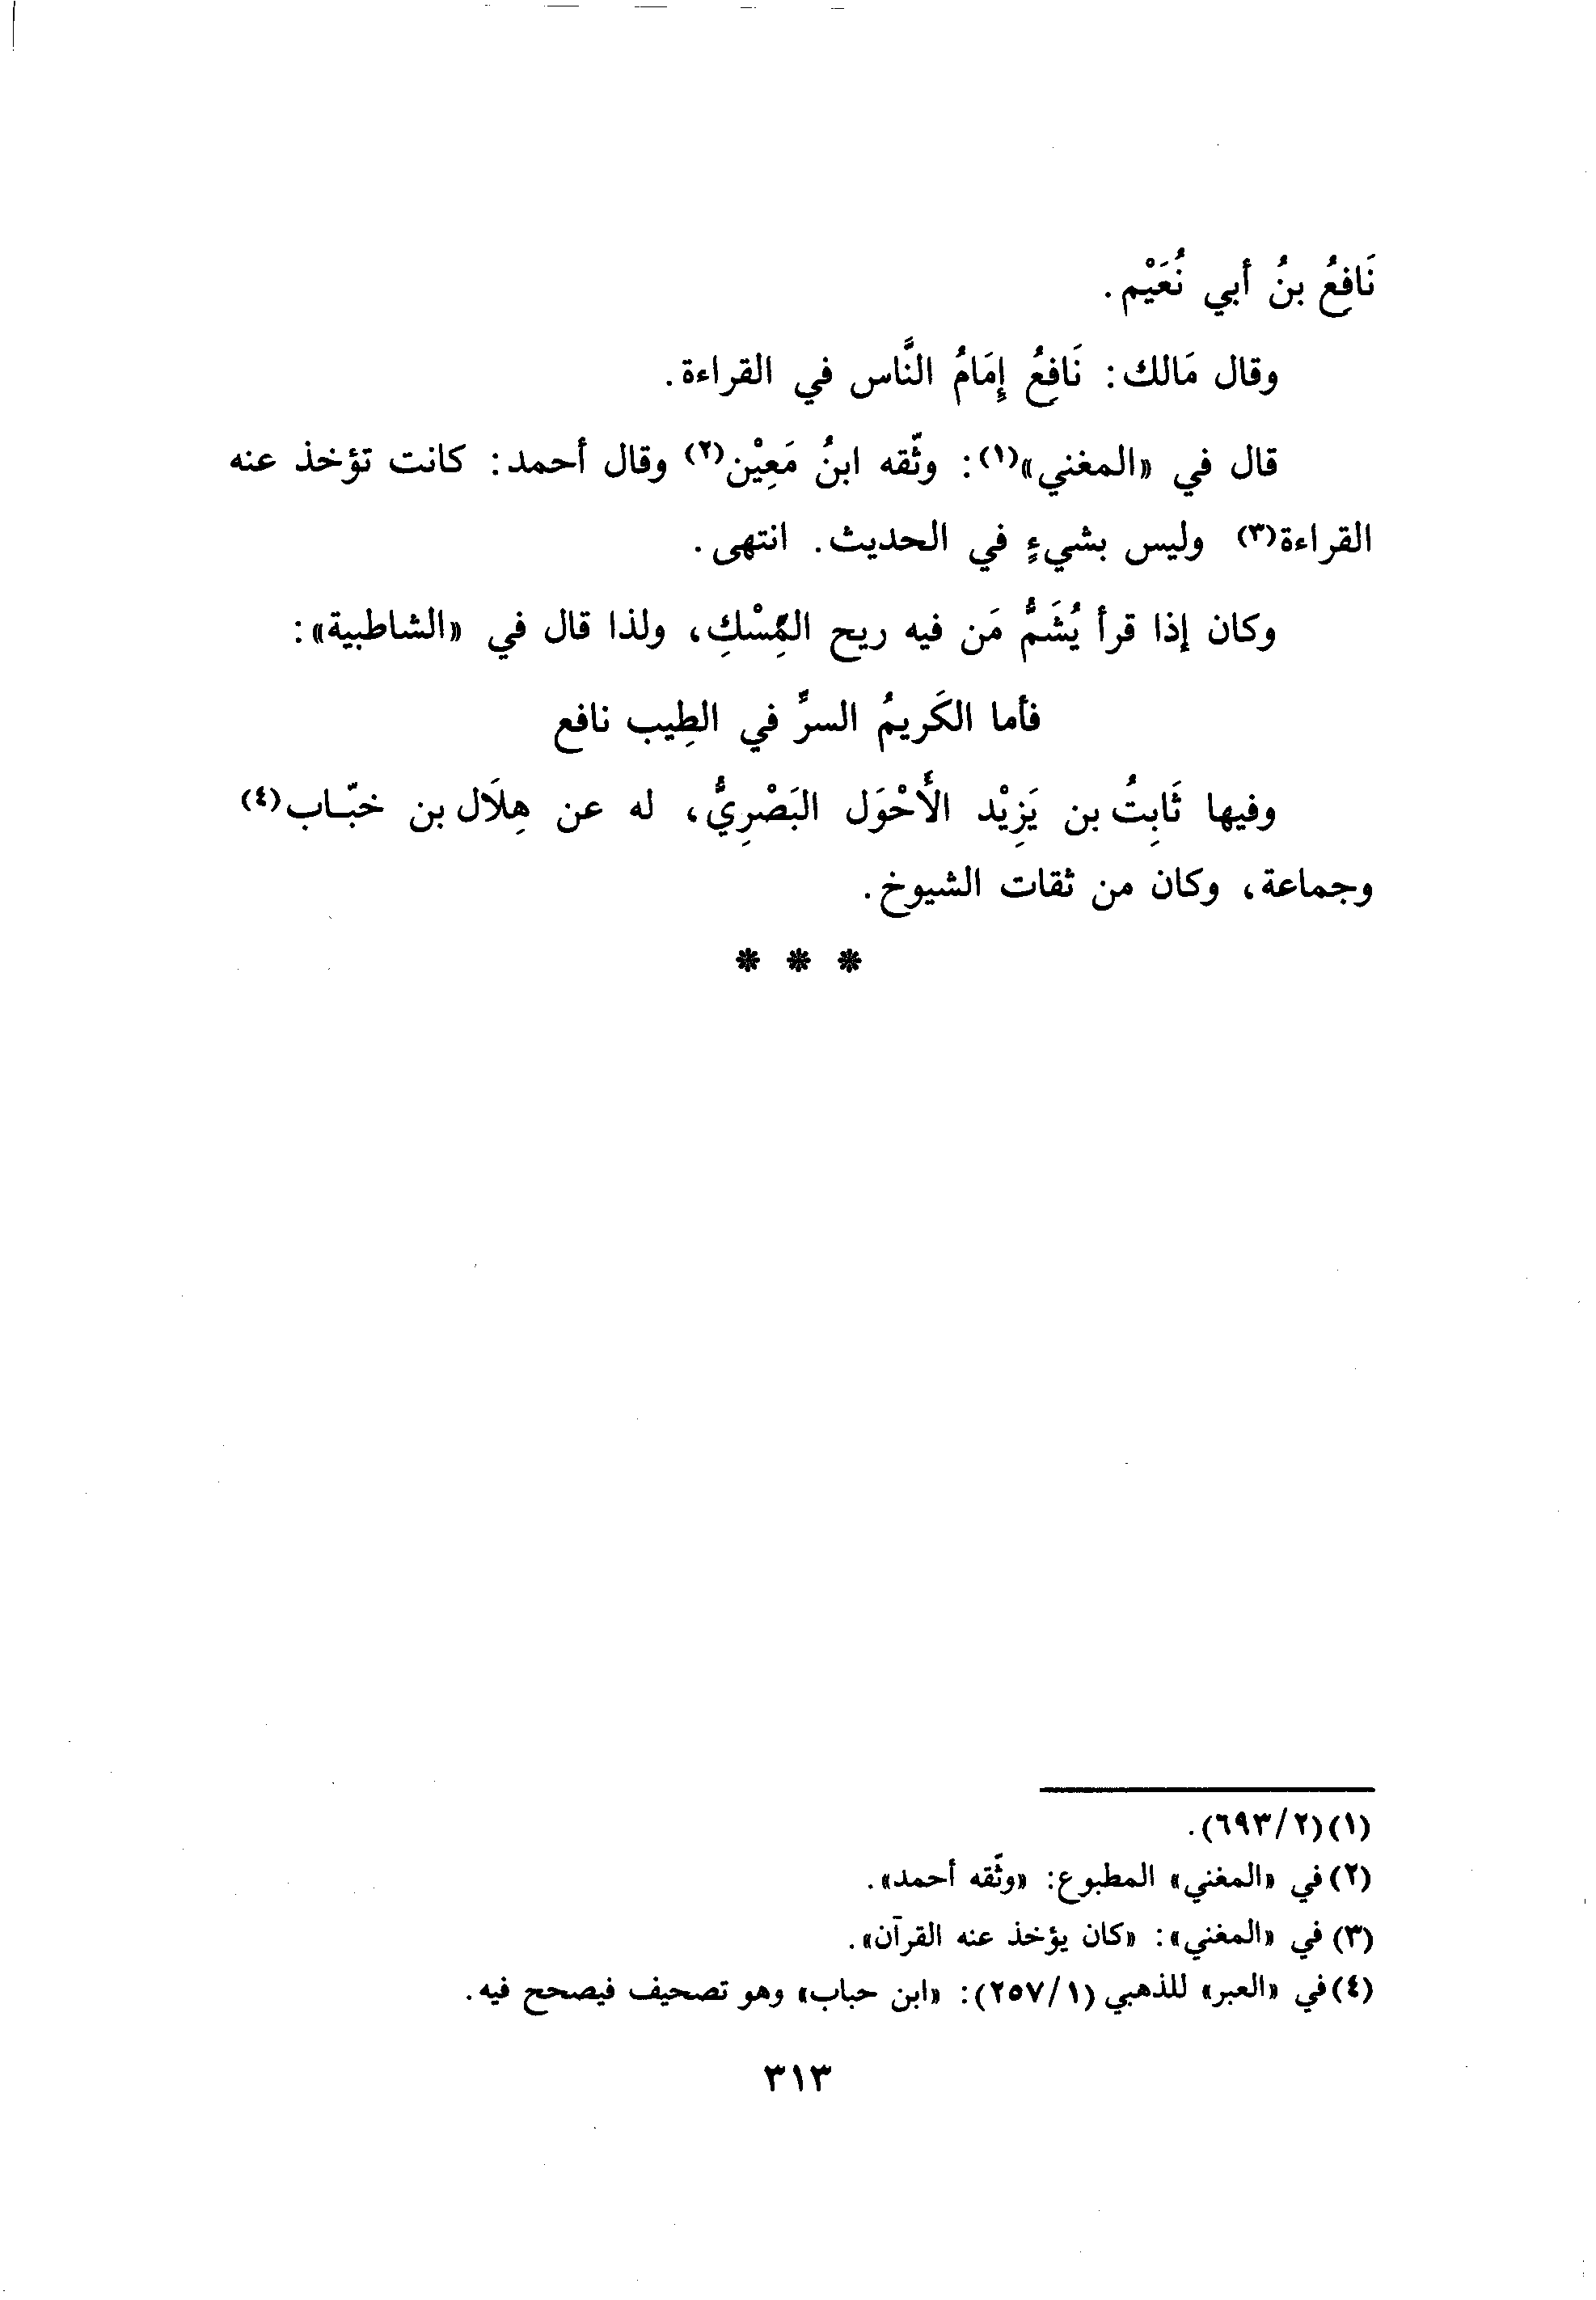 نَافِعُ بنُ أبي نُعَيْم.
وقال مَالك: نَافِعُ إِمَامُ النَّاس في القراءة.
قال في «المغني»(١): وثّقه ابنُ مَعِيْن(٢) وقال أحمد: كانت تؤخذ عنه
القراءة(٣) وليس بشيءٍ في الحديث. انتهى.
وكان إذا قرأ يُشَمُّ مَن فيه ريح المِسْكِ، ولذا قال في «الشاطبية»:
فأما الكَريمُ السرِّ في الطِيب نافع
وفيها ثَابِتُ بن يَزِيْد الأَحْوَل البَصْرِيُّ، له عن هِلَال بن خبّاب(٤)
وجماعة، وكان من ثقات الشيوخ.
* * *
(١) (٢/ ٦٩٣).
(٢) في «المغني» المطبوع: «وثّقه أحمد».
(٣) في «المغني»: «كان يؤخذ عنه القرآن».
(٤) في «العبر» للذهبي (١/ ٢٥٧): «ابن حباب» وهو تصحيف فيصحح فيه.
٣١٣